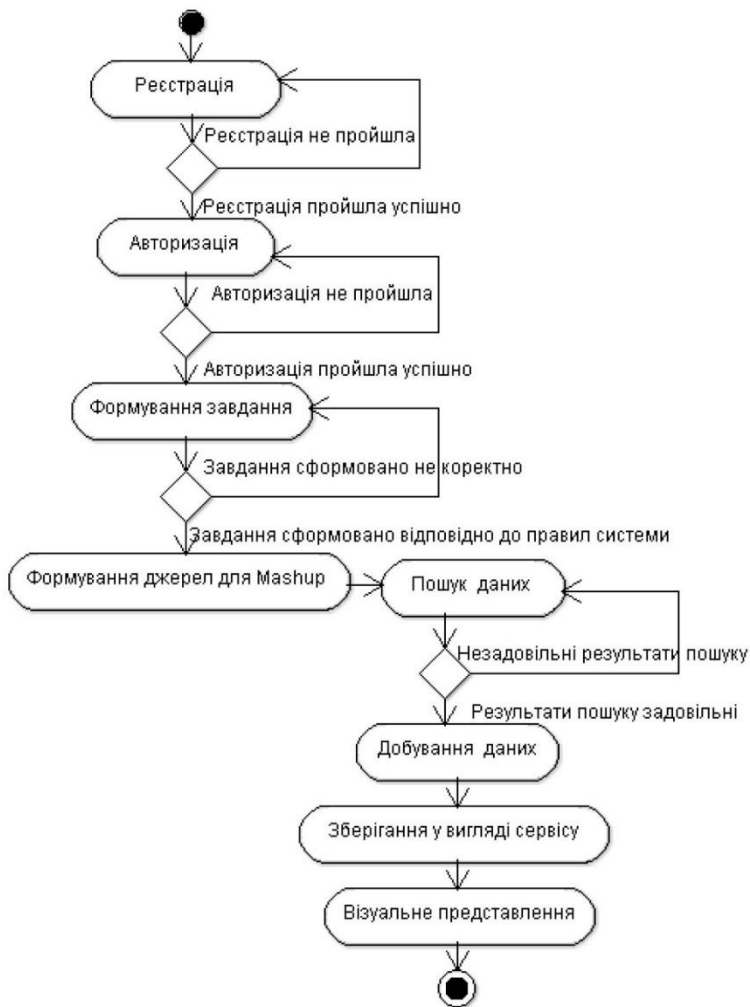 Реєстрація
Реєстрація не пройшла
Реєстрація пройшла успішно
Авторизація
Авторизація не пройшла
Авторизація пройшла успішно
Формування завдання
Завдання сформовано не коректно
Завдання сформовано відповідно до правил системи
Формування джерел для Mashup
Пошук даних
Незадовільні результати пошуку
Результати пошуку задовільні
Добування даних
Зберігання у вигляді сервісу
Візуальне представлення